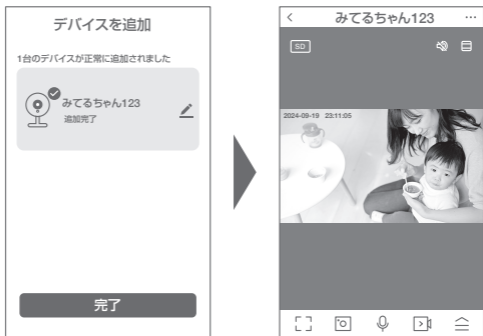 デバイスを追加
1台のデバイスが正常に追加されました
みてるちゃん123
追加完了
完了
みてるちゃん123
SD
2024-09-19 23:11:05